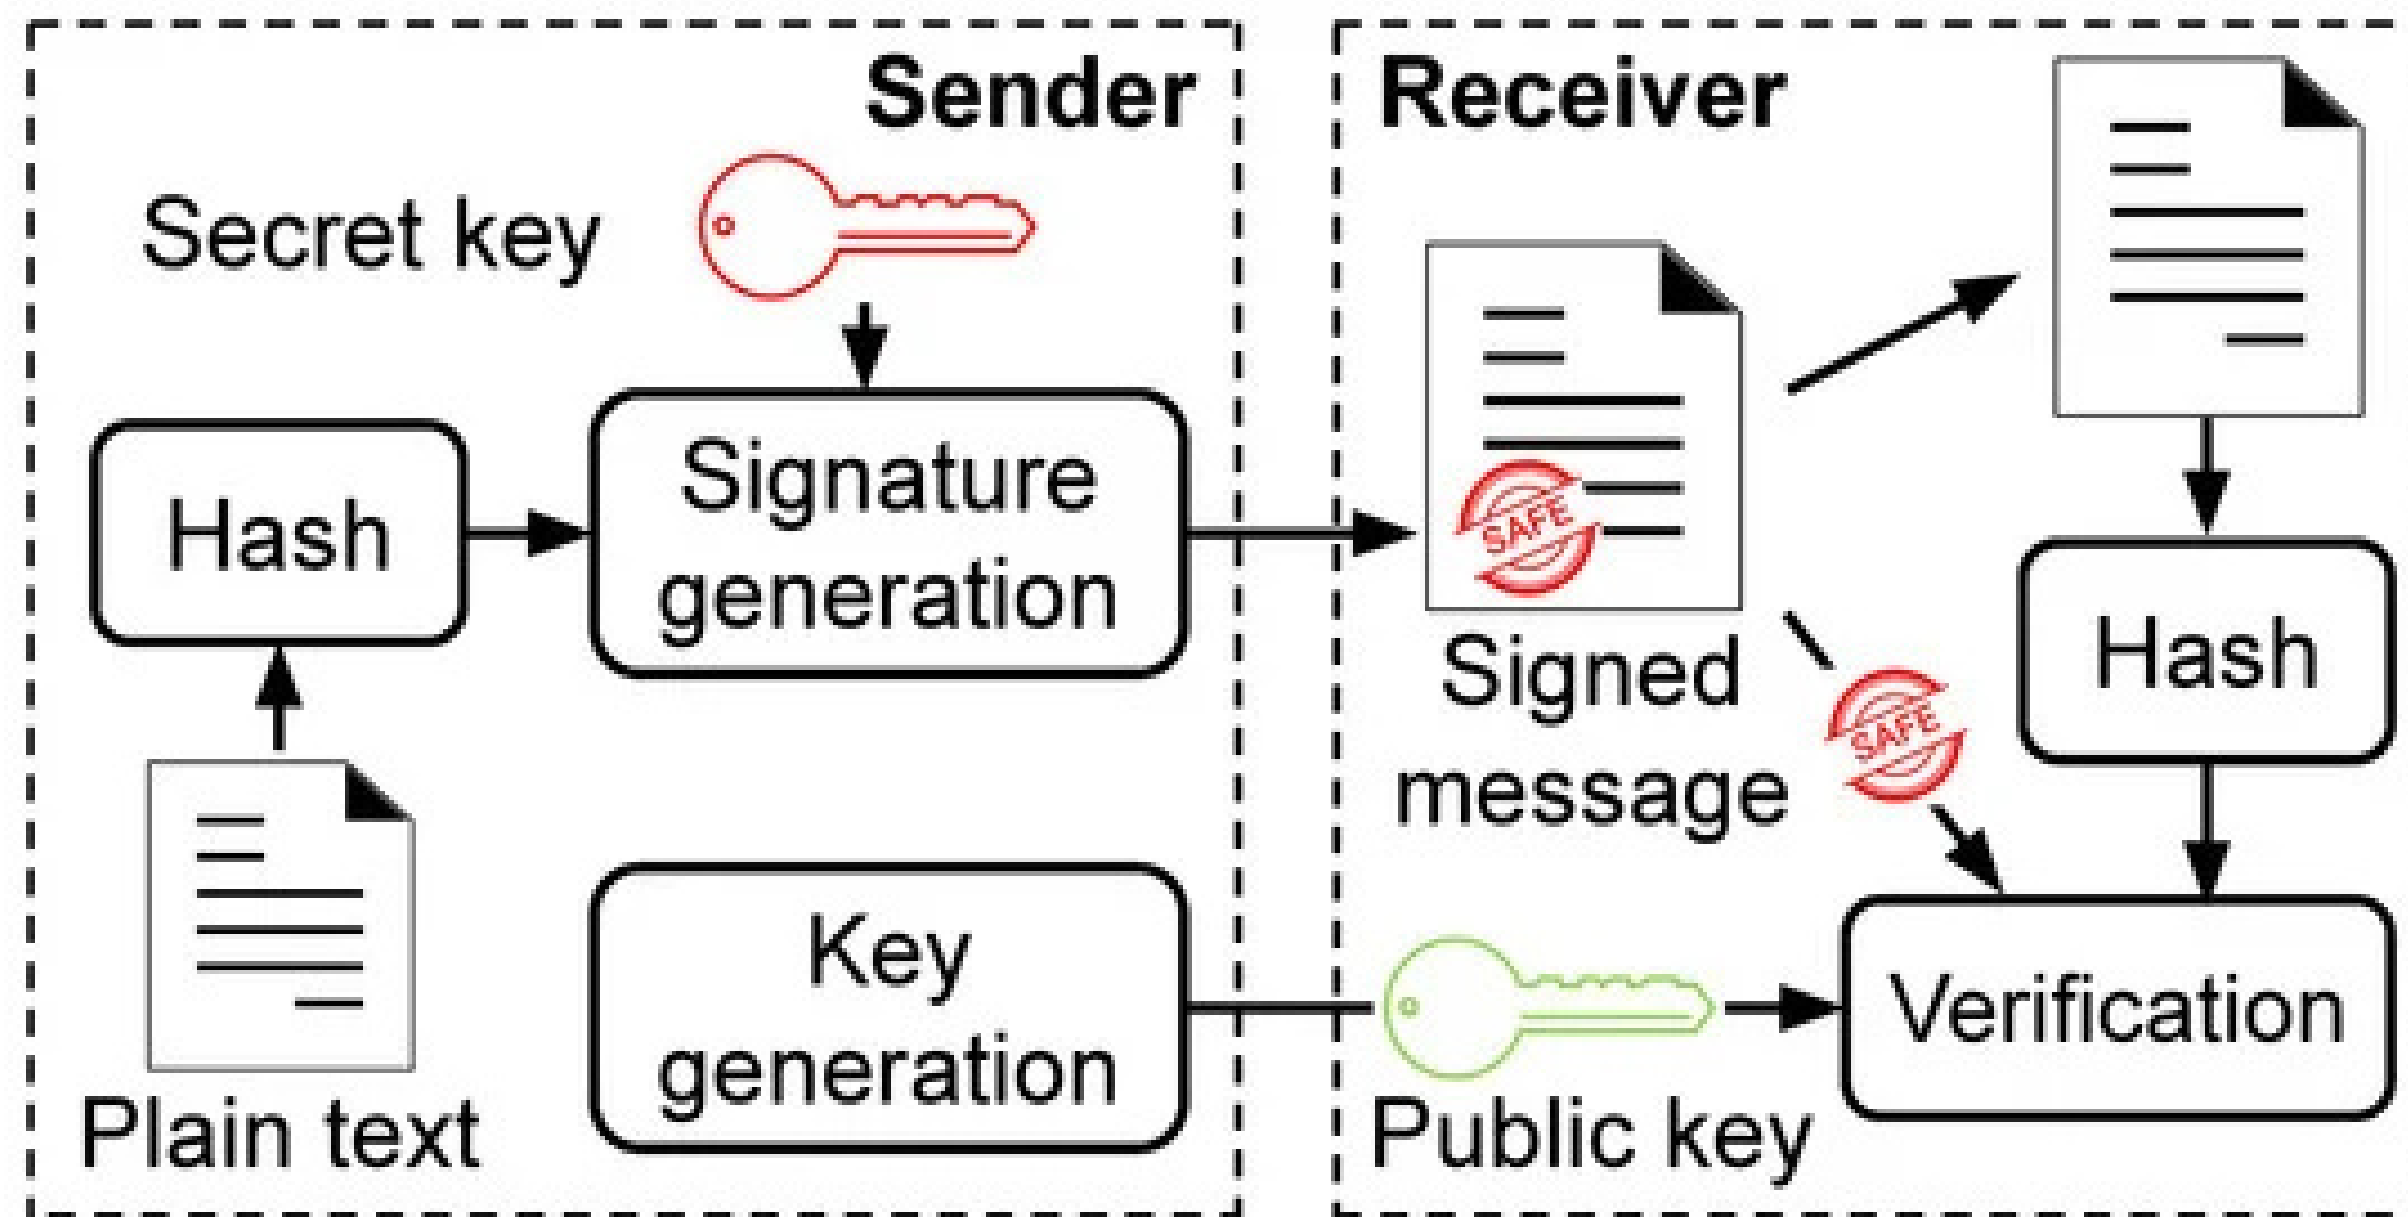 Sender
Secret key
Hash
Signature
generation
Plain text
Key
generation
Receiver
SAFE
Signed
message
SAFE
Hash
Verification
Public key